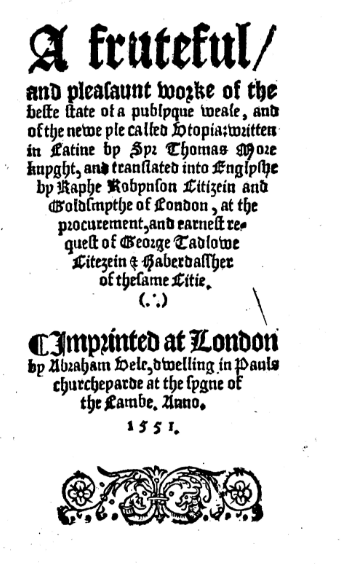 A fruteful/
and pleasaunt worke of the
beste state of a publyque weale, and
of the newe yle called Utopia: written
in Latine by Syr Thomas More
knyght, and translated into Englyshe
by Raphe Robynson Citizein and
Goldsmythe of London, at the
procurement, and earnest re-
quest of George Tadlowe
Citezein & Haberdassher
of thesame Citie.
(.·.)
¶Imprinted at London
by Abraham Vele, dwelling in Pauls
churcheyarde at the sygne of
the Lambe. Anno.
1551.